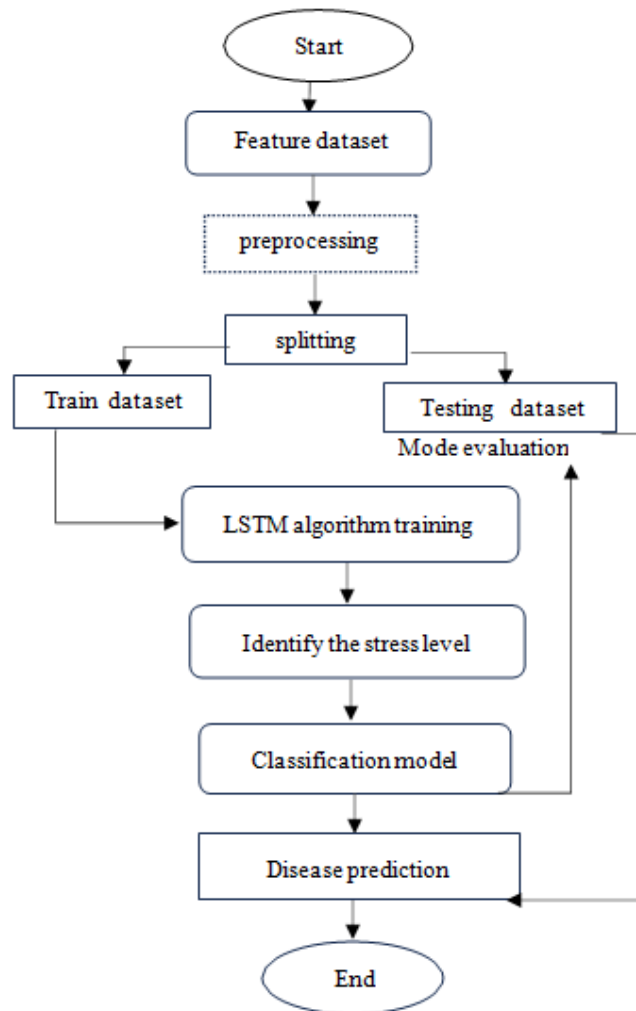 Start
Feature dataset
preprocessing
splitting
Train dataset
Testing dataset
Mode evaluation
LSTM algorithm training
Identify the stress level
Classification model
Disease prediction
End